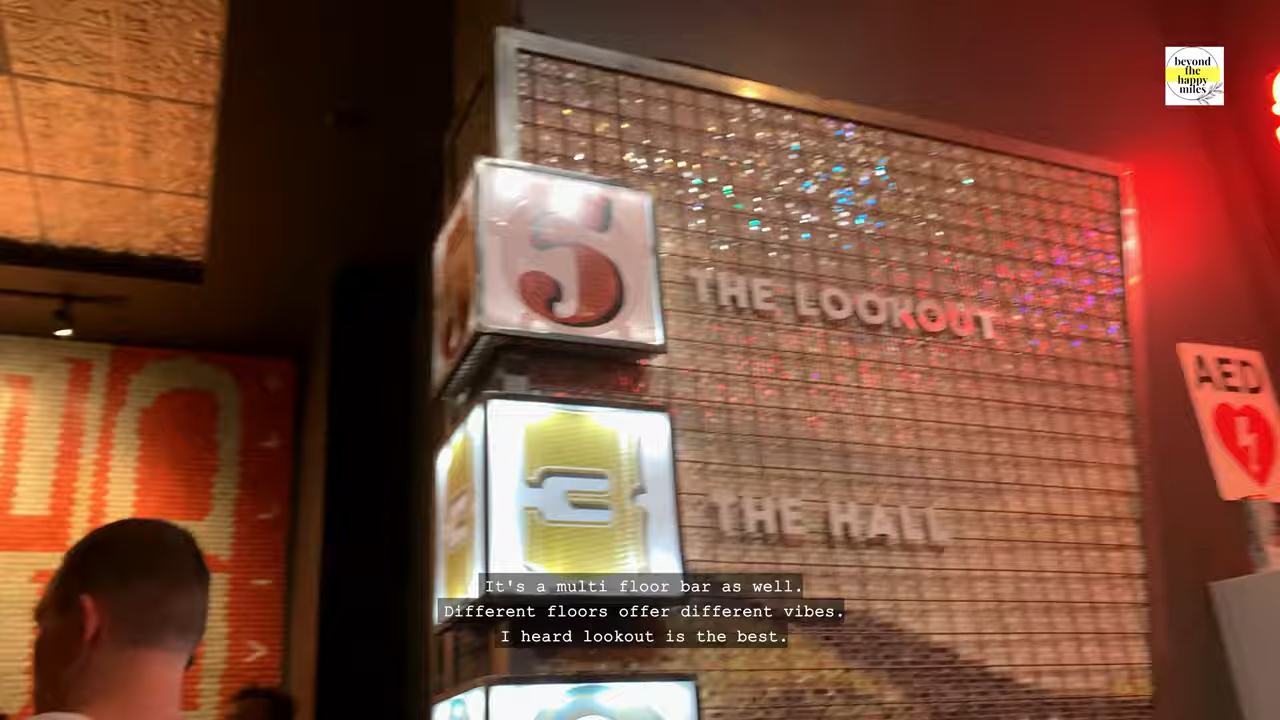 beyond
the
happy
miles
5
THE LOOKOUT
AED
3
THE HALL
It's a multi floor bar as well.
Different floors offer different vibes.
I heard lookout is the best.